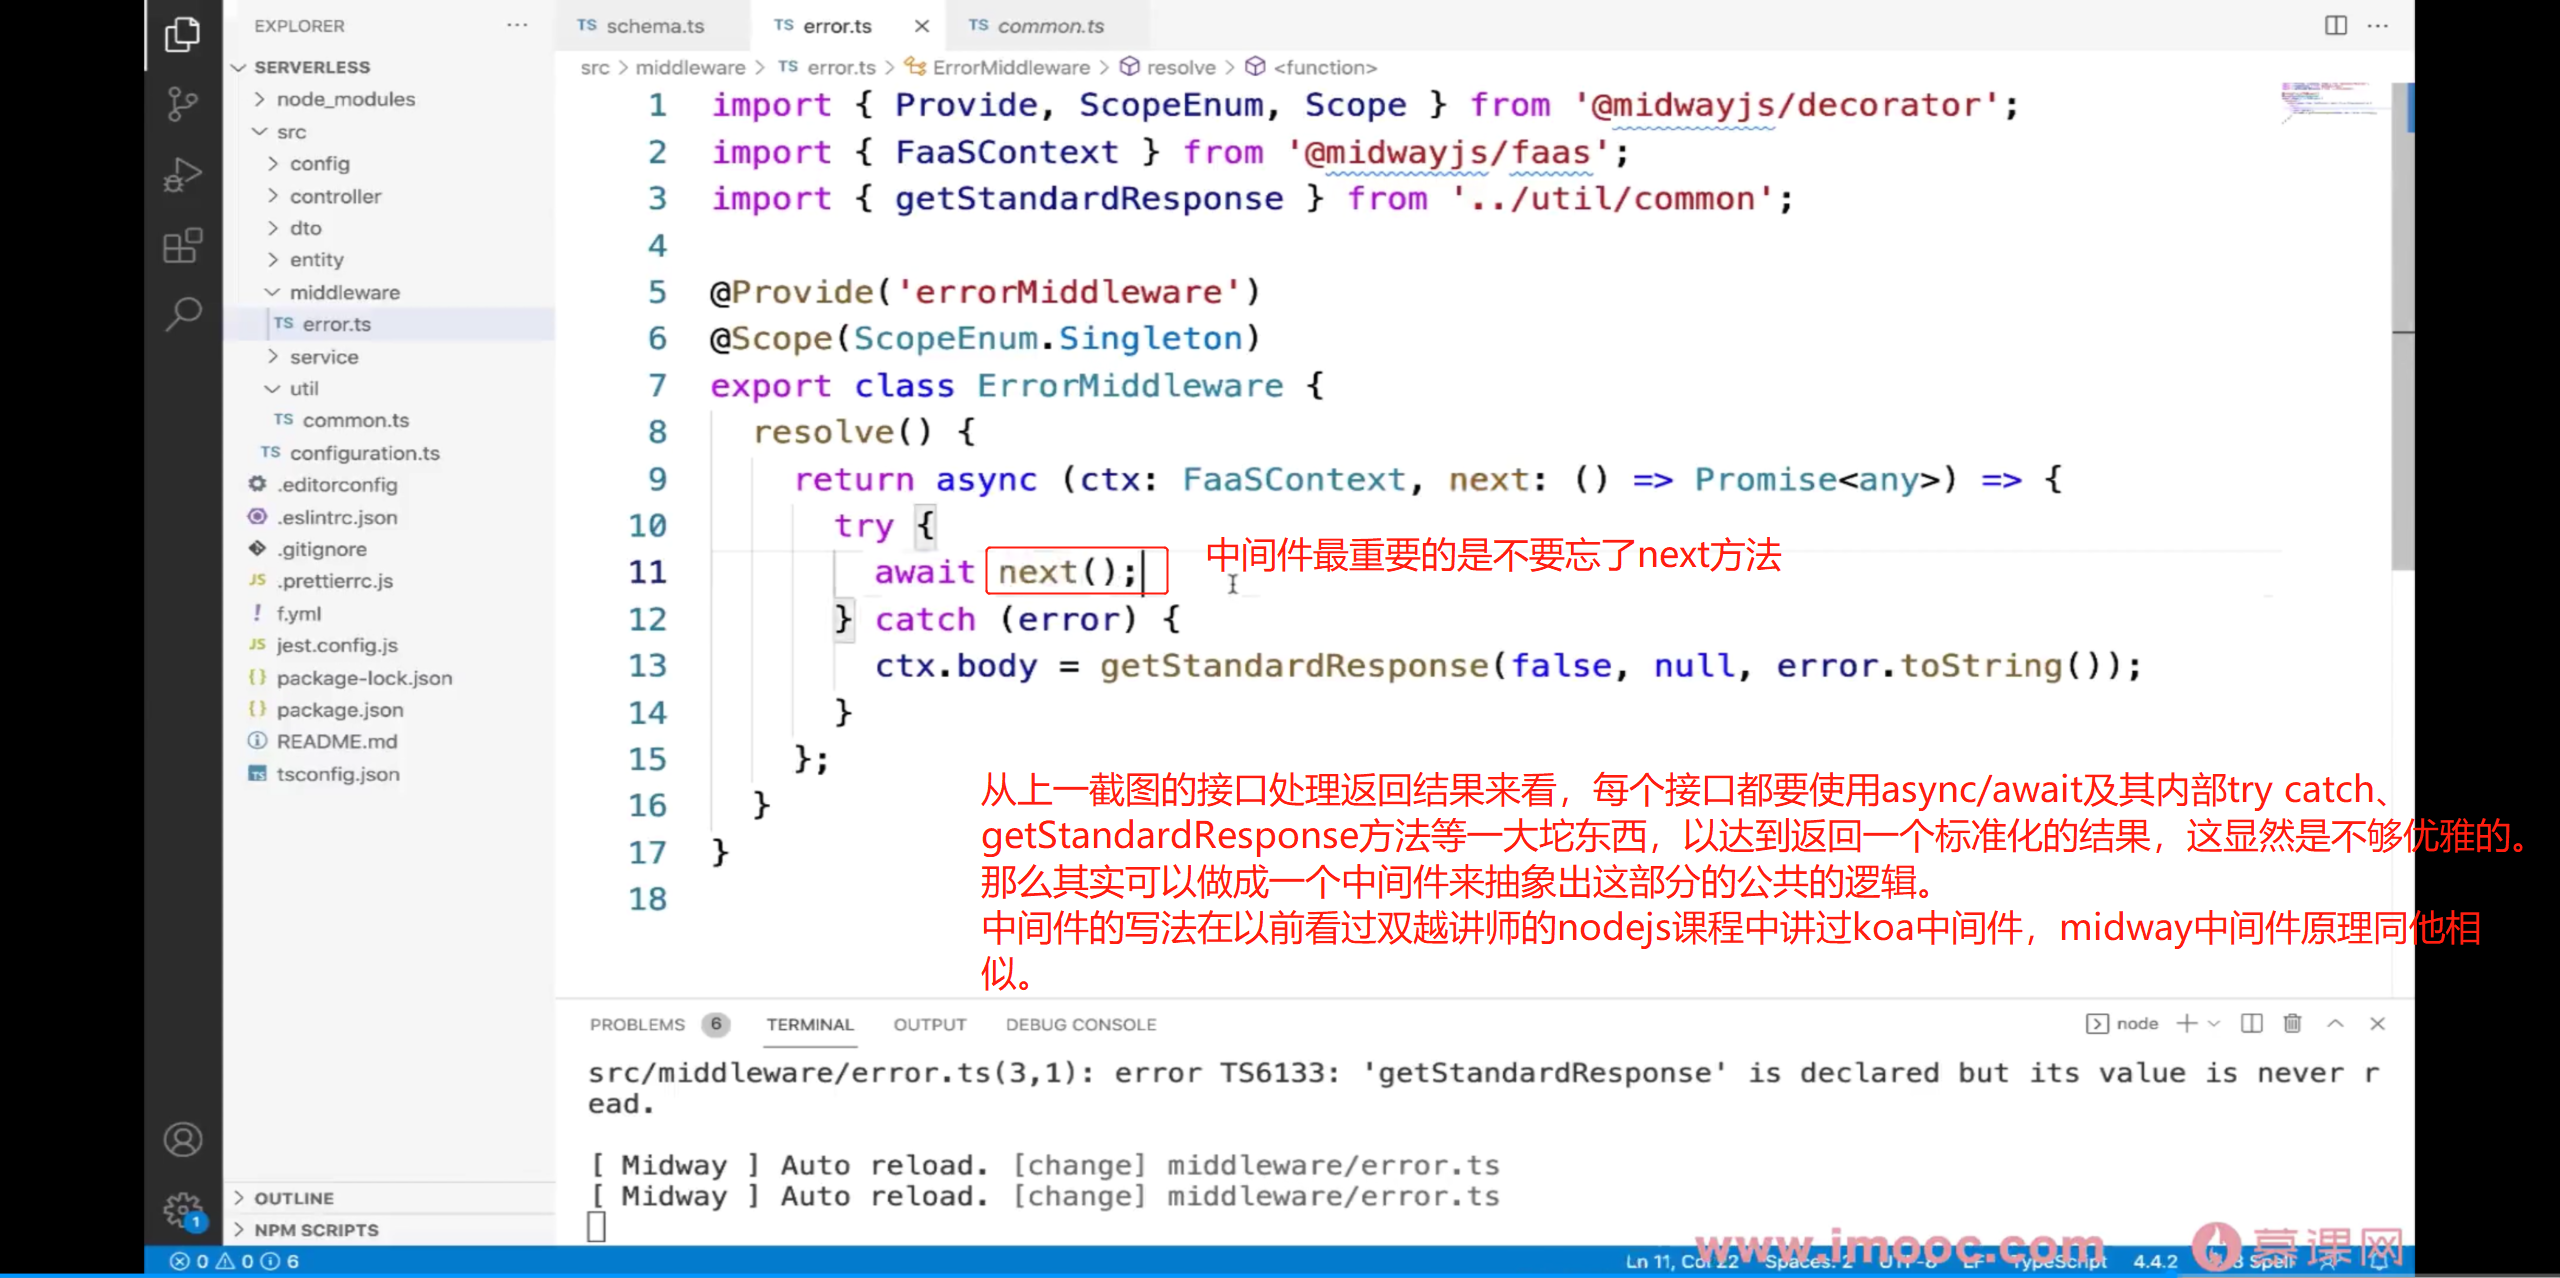 EXPLORER
SERVERLESS
node_modules
src
config
controller
dto
entity
middleware
TS error.ts
service
util
TS common.ts
TS configuration.ts
.editorconfig
.eslintrc.json
.gitignore
JS .prettierrc.js
! f.yml
JS jest.config.js
{} package-lock.json
{} package.json
README.md
TS tsconfig.json
OUTLINE
NPM SCRIPTS
1
TS schema.ts
TS error.ts
TS common.ts
src > middleware > TS error.ts > ErrorMiddleware > resolve > <function>
1 import { Provide, ScopeEnum, Scope } from '@midwayjs/decorator';
2 import { FaaSContext } from '@midwayjs/faas';
3 import { getStandardResponse } from '../util/common';
4
5 @Provide('errorMiddleware')
6 @Scope(ScopeEnum.Singleton)
7 export class ErrorMiddleware {
8 resolve() {
9 return async (ctx: FaaSContext, next: () => Promise<any>) => {
10 try {
11 await next();
中间件最重要的是不要忘了next方法
12 } catch (error) {
13 ctx.body = getStandardResponse(false, null, error.toString());
14 }
15 };
16 }
17 }
18
从上一截图的接口处理返回结果来看，每个接口都要使用async/await及其内部try catch、
getStandardResponse方法等一大坨东西，以达到返回一个标准化的结果，这显然是不够优雅的。
那么其实可以做成一个中间件来抽象出这部分的公共的逻辑。
中间件的写法在以前看过双越讲师的nodejs课程中讲过koa中间件，midway中间件原理同他相
似。
PROBLEMS 6 TERMINAL OUTPUT DEBUG CONSOLE
node
src/middleware/error.ts(3,1): error TS6133: 'getStandardResponse' is declared but its value is never r
ead.
[ Midway ] Auto reload. [change] middleware/error.ts
[ Midway ] Auto reload. [change] middleware/error.ts
www.imooc.com 慕课网
0 0 6
Ln 11, Col 22 Spaces: 2 UTF-8 LF TypeScript 4.4.2 Spell